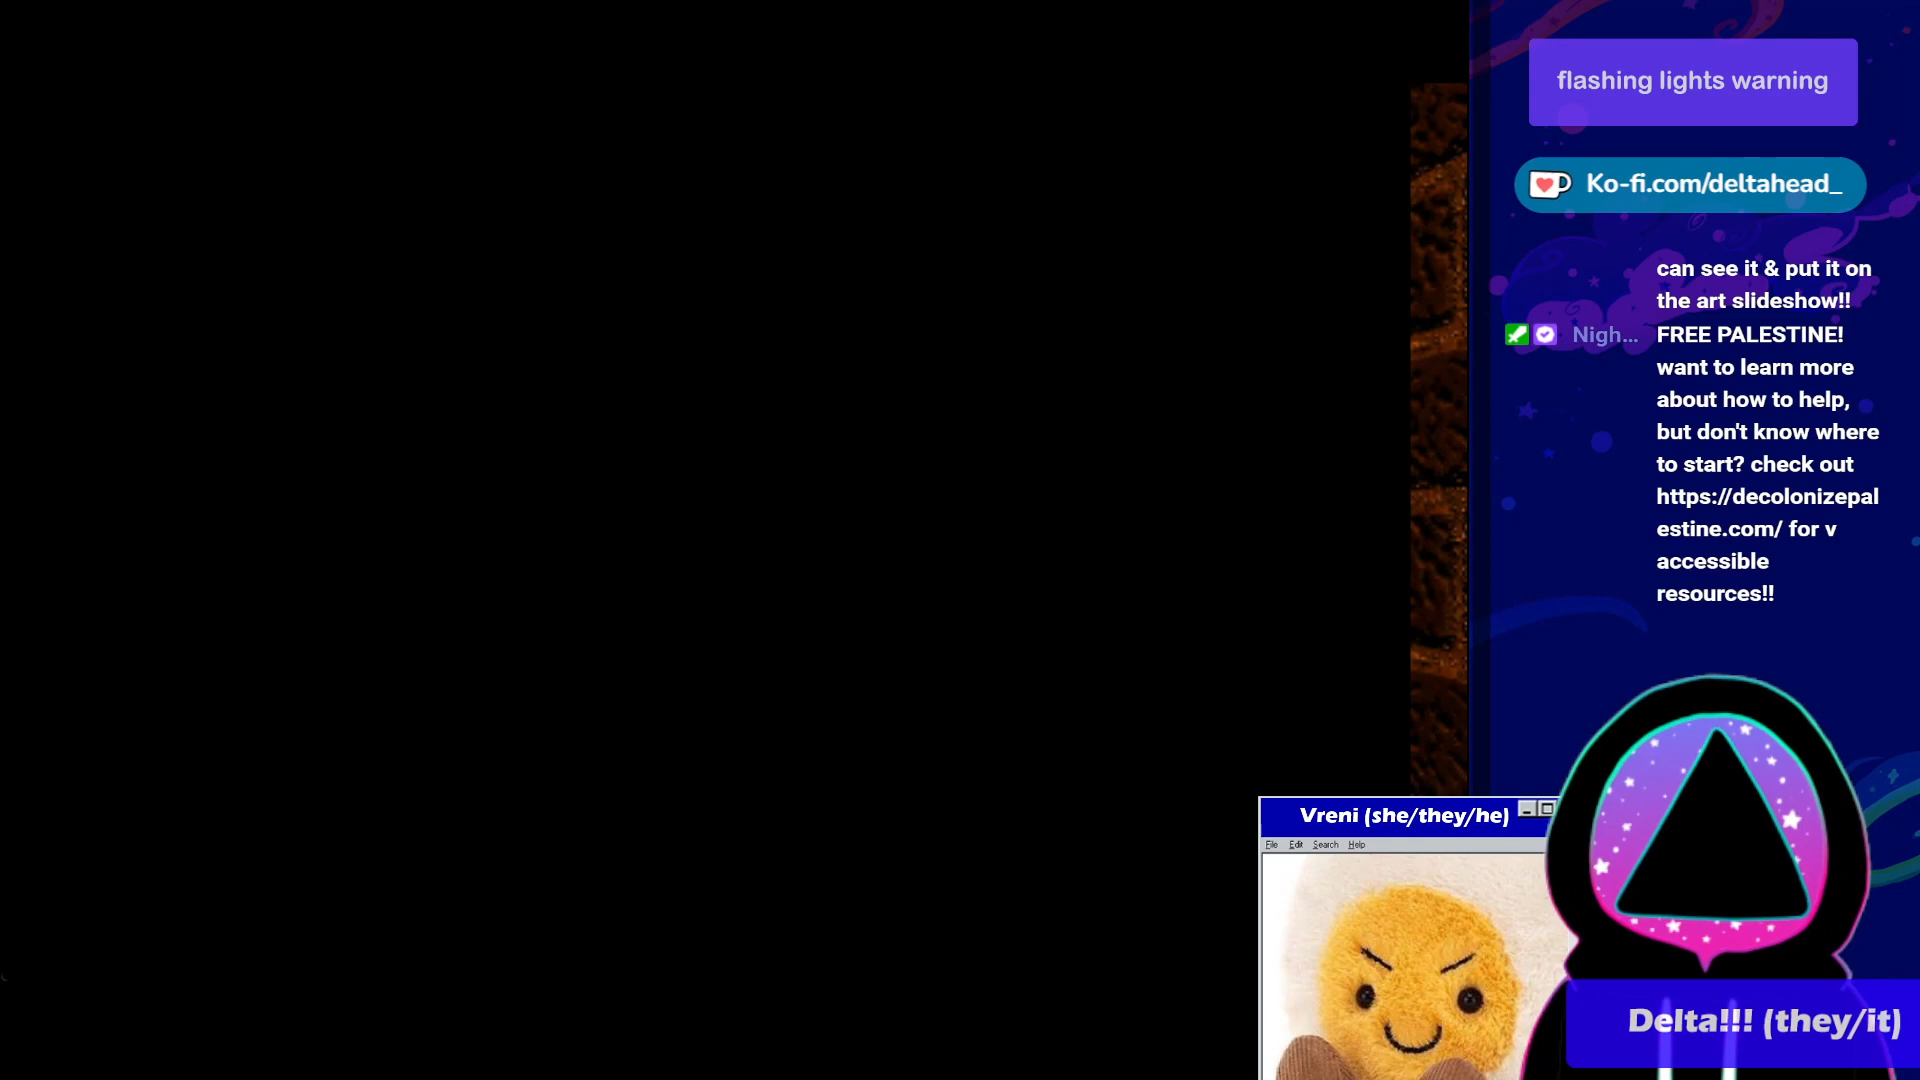 flashing lights warning
Ko-fi.com/deltahead_
can see it & put it on
the art slideshow!!
Nigh... FREE PALESTINE!
want to learn more
about how to help,
but don't know where
to start? check out
https://decolonizepal
estine.com/ for v
accessible
resources!!
Vreni (she/they/he)
File Edit Search Help
Delta!!! (they/it)